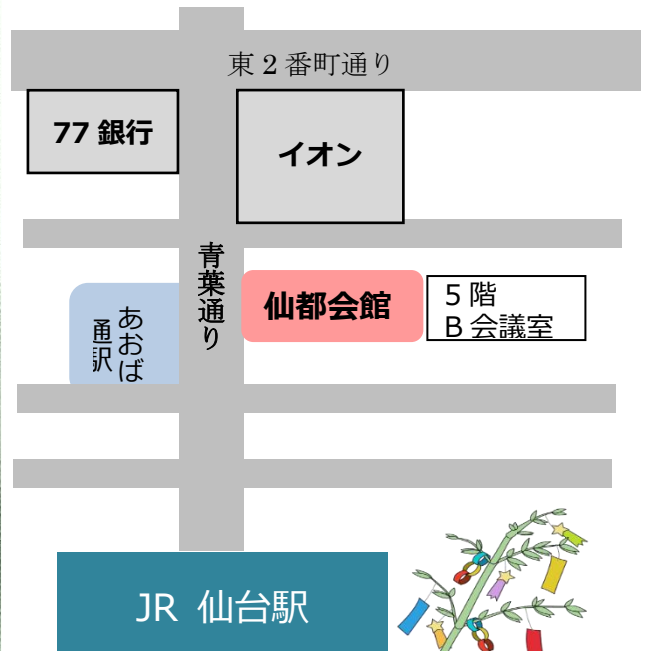 東２番町通り
77 銀行
イオン
青葉通り
あおば
通駅
仙都会館
5 階
B 会議室
JR 仙台駅